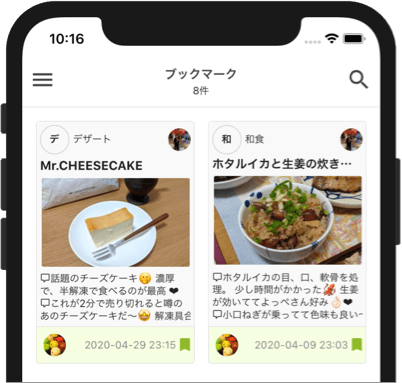 10:16
ブックマーク
8件
デ デザート
Mr.CHEESECAKE
🗨話題のチーズケーキ🤭 濃厚
で、半解凍で食べるのが最高 ❤
🗨これが2分で売り切れると噂の
あのチーズケーキだ〜🤩 解凍具合
2020-04-29 23:15
和 和食
ホタルイカと生姜の炊き…
🗨ホタルイカの目、口、軟骨を処
理。 少し時間がかかった🦑 生姜
が効いててよっぺさん好み👌🏻❤
🗨小口ねぎが乗ってて色味も良い
2020-04-09 23:03